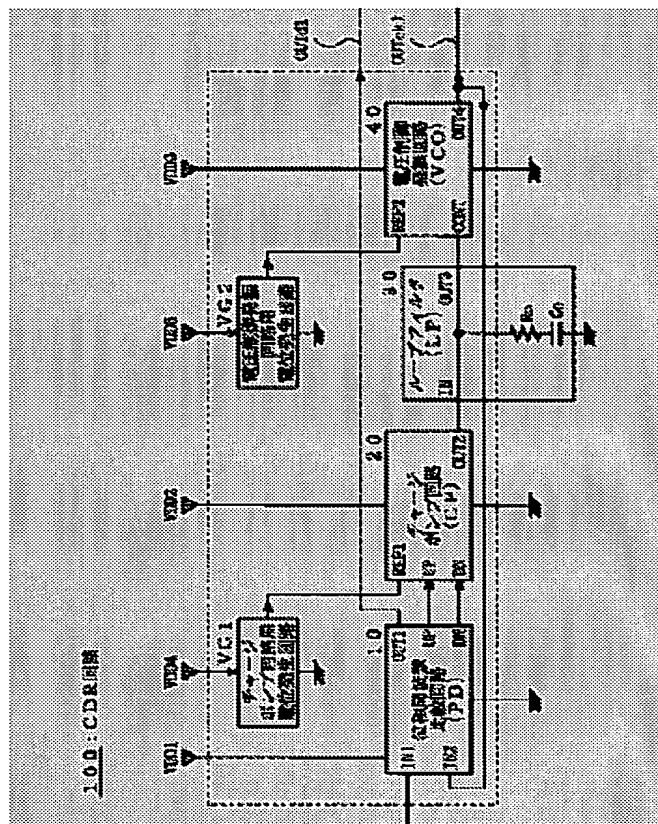 100:CDR回路
VDD1
VDD4
VDD2
VDD5
VDD3
VG1
チャージ
ポンプ回路用
電位発生回路
VG2
電圧制御発振
回路用
電位発生回路
10
IN1
IN2
OUT1
UP
DN
位相周波数
比較回路
(PD)
20
REF1
UP
DN
チャージ
ポンプ回路
(CP)
OUT2
30
ループフィルタ
(LF)
IN
OUT3
40
REF2
CONT
電圧制御
発振回路
(VCO)
OUT4